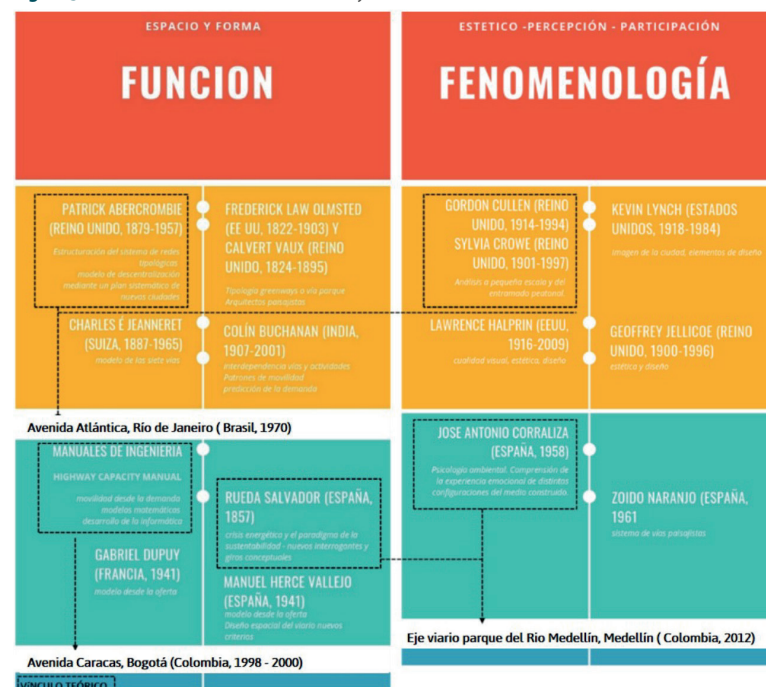 ESPACIO Y FORMA
FUNCION
PATRICK ABERCROMBIE
(REINO UNIDO, 1879-1957)
Estructuración del sistema de redes
tipológicas
modelo de descentralización
mediante un plan sistemático de
nuevas ciudades
FREDERICK LAW OLMSTED
(EE UU, 1822-1903) Y
CALVERT VAUX (REINO
UNIDO, 1824-1895)
Tipología greenways o vía parque
Arquitectos paisajistas
CHARLES É JEANNERET
(SUIZA, 1887-1965)
modelo de las siete vías
COLÍN BUCHANAN (INDIA,
1907-2001)
interdependencia vías y actividades
Patrones de movilidad
predicción de la demanda
Avenida Atlántica, Río de Janeiro ( Brasil, 1970)
MANUALES DE INGENIERIA
HIGHWAY CAPACITY MANUAL
movilidad desde la demanda
modelos matemáticos
desarrollo de la informática
RUEDA SALVADOR (ESPAÑA,
1857)
crisis energética y el paradigma de la
sustentabilidad - nuevos interrogantes y
giros conceptuales
GABRIEL DUPUY
(FRANCIA, 1941)
modelo desde la oferta
MANUEL HERCE VALLEJO
(ESPAÑA, 1941)
modelo desde la oferta
Diseño espacial del viario nuevos
criterios
Avenida Caracas, Bogotá (Colombia, 1998 - 2000)
VÍNCULO TEÓRICO
ESTETICO -PERCEPCIÓN - PARTICIPACIÓN
FENOMENOLOGÍA
GORDON CULLEN (REINO
UNIDO, 1914-1994)
SYLVIA CROWE (REINO
UNIDO, 1901-1997)
Análisis a pequeña escala y del
entramado peatonal
KEVIN LYNCH (ESTADOS
UNIDOS, 1918-1984)
imagen de la ciudad, elementos de diseño
LAWRENCE HALPRIN (EEUU,
1916-2009)
cualidad visual, estética, diseño
GEOFFREY JELLICOE (REINO
UNIDO, 1900-1996)
estética y diseño
JOSE ANTONIO CORRALIZA
(ESPAÑA, 1958)
Psicología ambiental. Comprensión de
la experiencia emocional de distintas
configuraciones del medio construido.
ZOIDO NARANJO (ESPAÑA,
1961
sistema de vías paisajistas
Eje viario parque del Rio Medellín, Medellín ( Colombia, 2012)